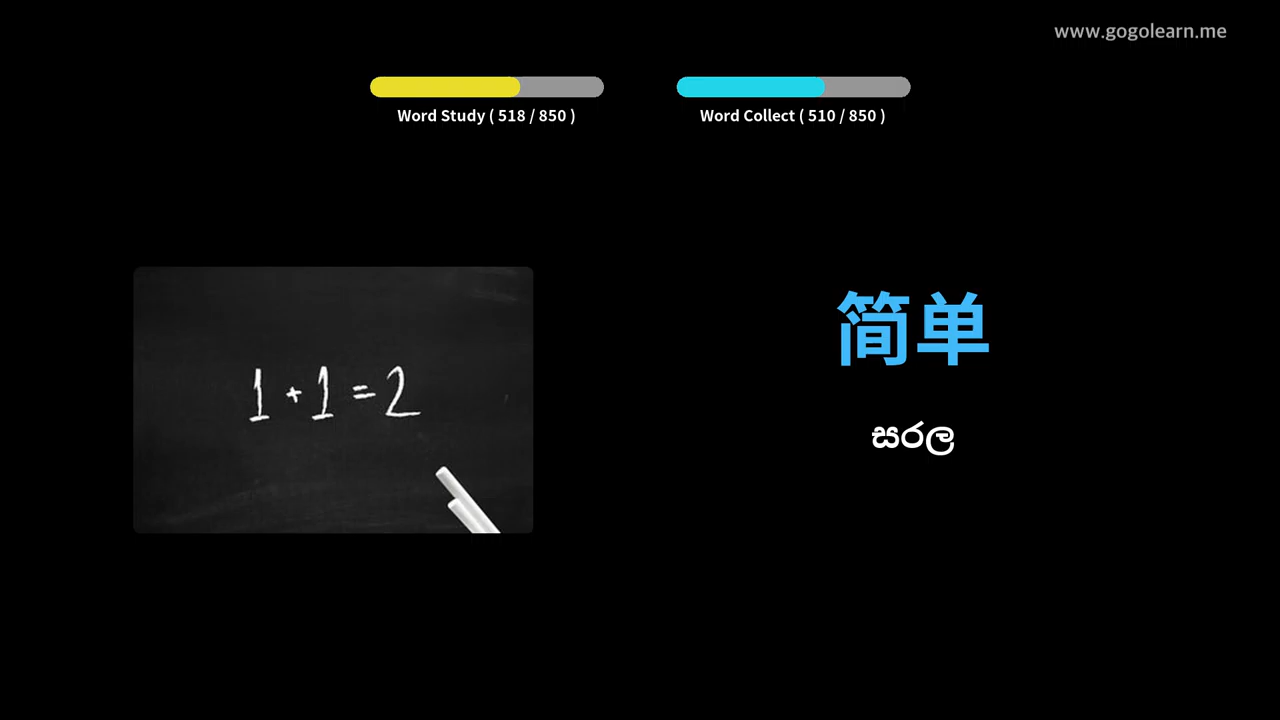 www.gogolearn.me
Word Study ( 518 / 850 )
Word Collect ( 510 / 850 )
1 + 1 = 2
简单
සරල